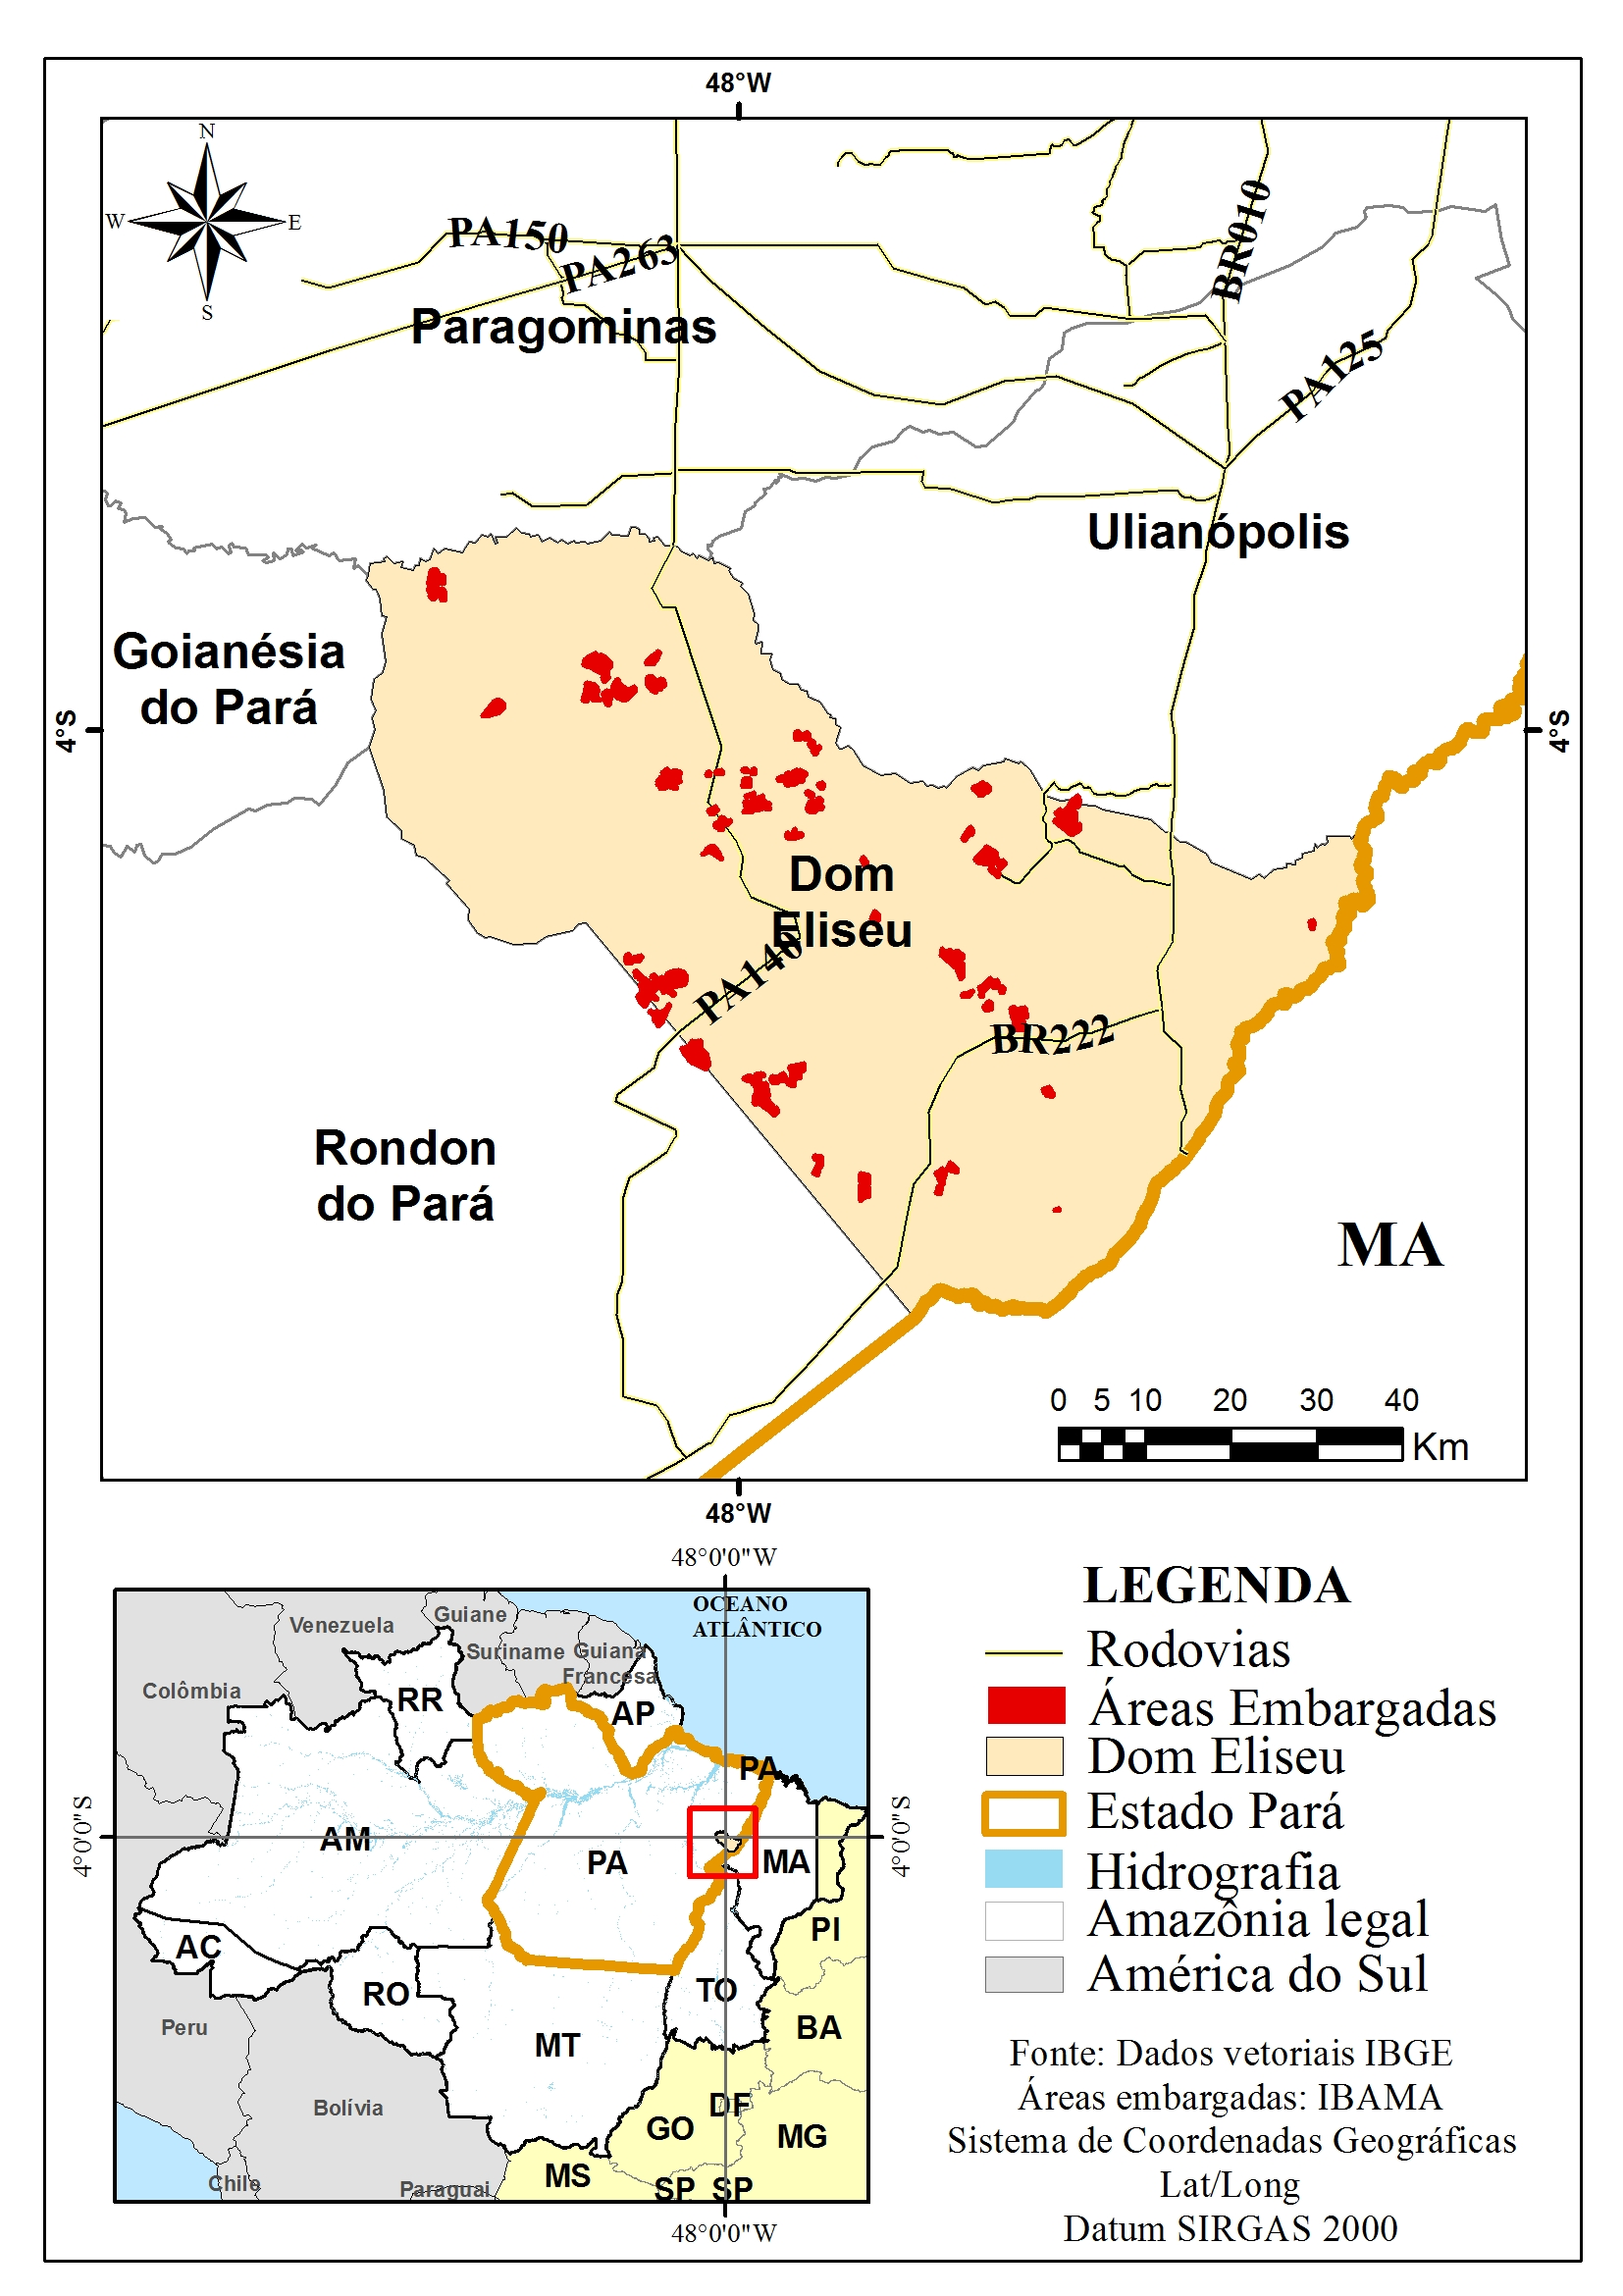 48°W
N
W
E
S
PA150
PA263
BR010
PA125
Paragominas
Ulianópolis
Goianésia
do Pará
4°S
4°S
Dom
Eliseu
PA140
BR222
Rondon
do Pará
MA
0 5 10 20 30 40
Km
48°W
48°0'0"W
OCEANO
ATLÂNTICO
Venezuela
Guiane
Suriname
Guiana
Francesa
Colômbia
RR
AP
PA
4°0'0"S
4°0'0"S
AM
PA
MA
PI
AC
RO
TO
Peru
MT
BA
Bolívia
DF
GO
MG
MS
Chile
Paraguai
SP
SP
48°0'0"W
LEGENDA
Rodovias
Áreas Embargadas
Dom Eliseu
Estado Pará
Hidrografia
Amazônia legal
América do Sul
Fonte: Dados vetoriais IBGE
Áreas embargadas: IBAMA
Sistema de Coordenadas Geográficas
Lat/Long
Datum SIRGAS 2000